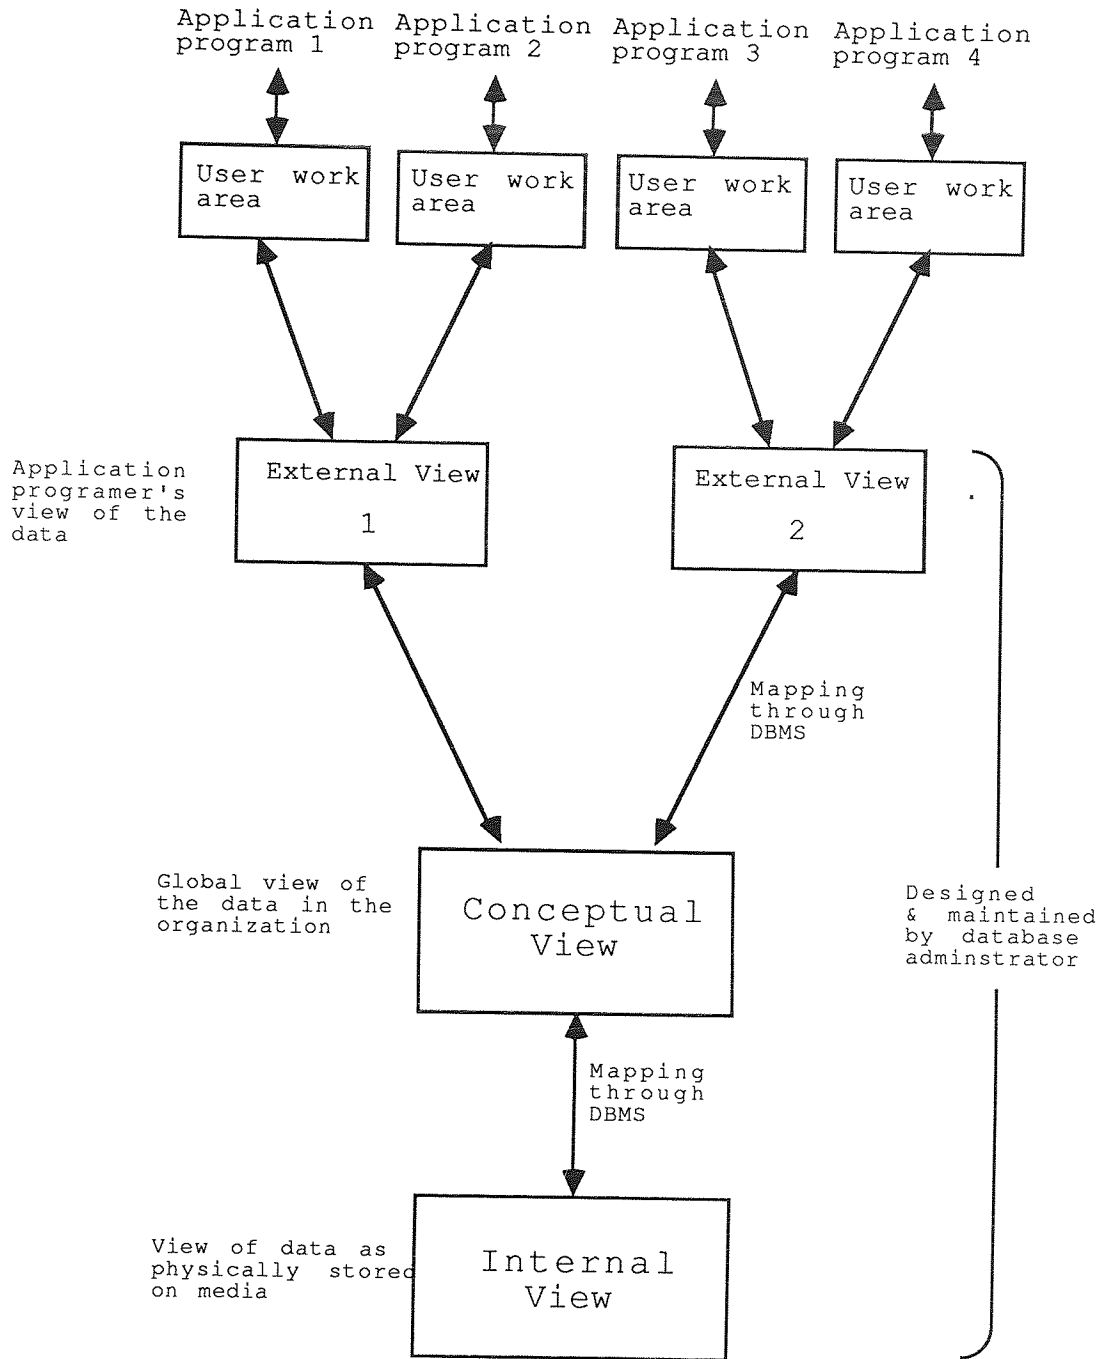 Application
program 1
Application
program 2
Application
program 3
Application
program 4
User work
area
User work
area
User work
area
User work
area
Application
programer's
view of the
data
External View
1
External View
2
Mapping
through
DBMS
Global view of
the data in the
organization
Conceptual
View
Designed
& maintained
by database
adminstrator
Mapping
through
DBMS
View of data as
physically stored
on media
Internal
View